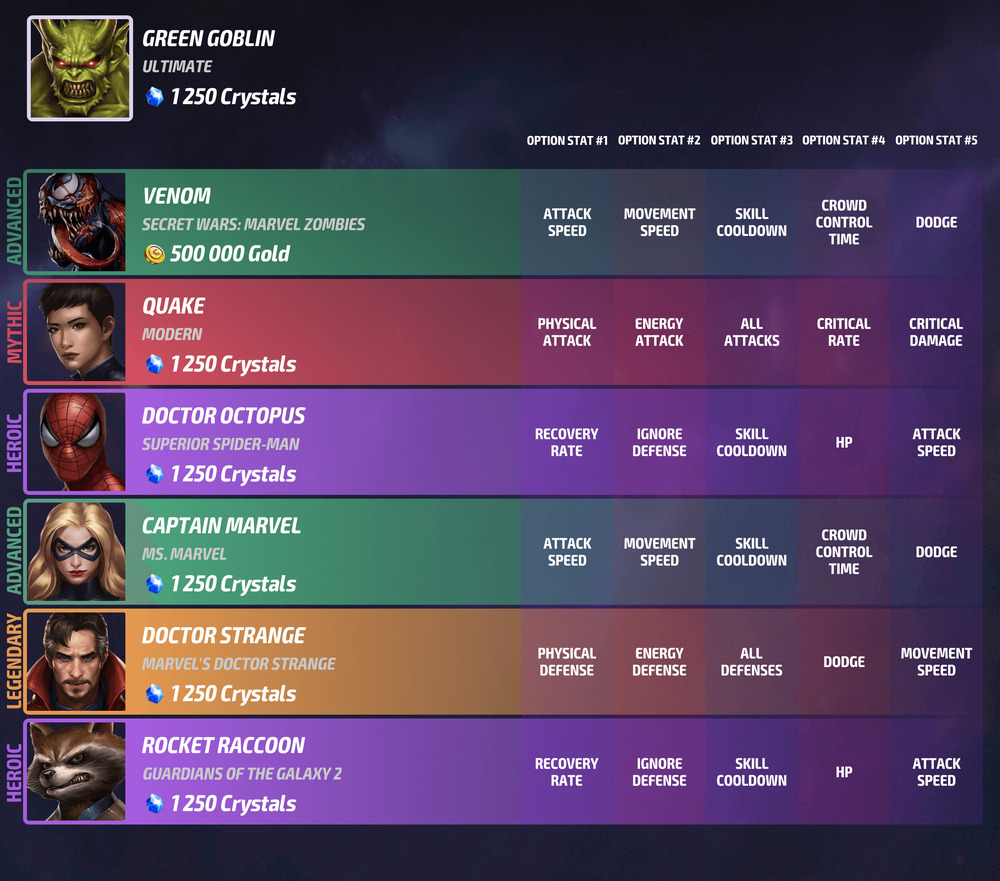 GREEN GOBLIN
ULTIMATE
1 250 Crystals
OPTION STAT #1 OPTION STAT #2 OPTION STAT #3 OPTION STAT #4 OPTION STAT #5
ADVANCED
VENOM
SECRET WARS: MARVEL ZOMBIES
500 000 Gold
ATTACK
SPEED
MOVEMENT
SPEED
SKILL
COOLDOWN
CROWD
CONTROL
TIME
DODGE
MYTHIC
QUAKE
MODERN
1 250 Crystals
PHYSICAL
ATTACK
ENERGY
ATTACK
ALL
ATTACKS
CRITICAL
RATE
CRITICAL
DAMAGE
HEROIC
DOCTOR OCTOPUS
SUPERIOR SPIDER-MAN
1 250 Crystals
RECOVERY
RATE
IGNORE
DEFENSE
SKILL
COOLDOWN
HP
ATTACK
SPEED
ADVANCED
CAPTAIN MARVEL
MS. MARVEL
1 250 Crystals
ATTACK
SPEED
MOVEMENT
SPEED
SKILL
COOLDOWN
CROWD
CONTROL
TIME
DODGE
LEGENDARY
DOCTOR STRANGE
MARVEL'S DOCTOR STRANGE
1 250 Crystals
PHYSICAL
DEFENSE
ENERGY
DEFENSE
ALL
DEFENSES
DODGE
MOVEMENT
SPEED
HEROIC
ROCKET RACCOON
GUARDIANS OF THE GALAXY 2
1 250 Crystals
RECOVERY
RATE
IGNORE
DEFENSE
SKILL
COOLDOWN
HP
ATTACK
SPEED